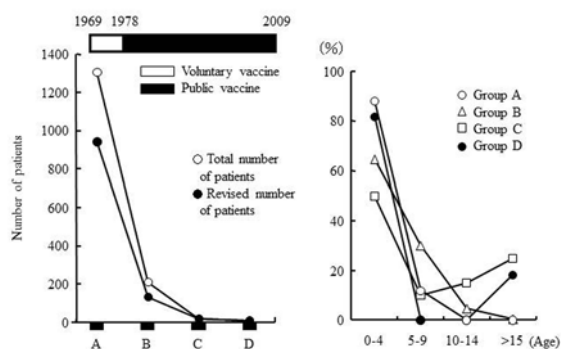 1969 1978 2009
Voluntary vaccine
Public vaccine
Number of patients
1400
1200
1000
800
600
400
200
0
Total number
of patients
Revised number
of patients
A B C D
(%)
100
80
60
40
20
0
Group A
Group B
Group C
Group D
0-4 5-9 10-14 >15 (Age)